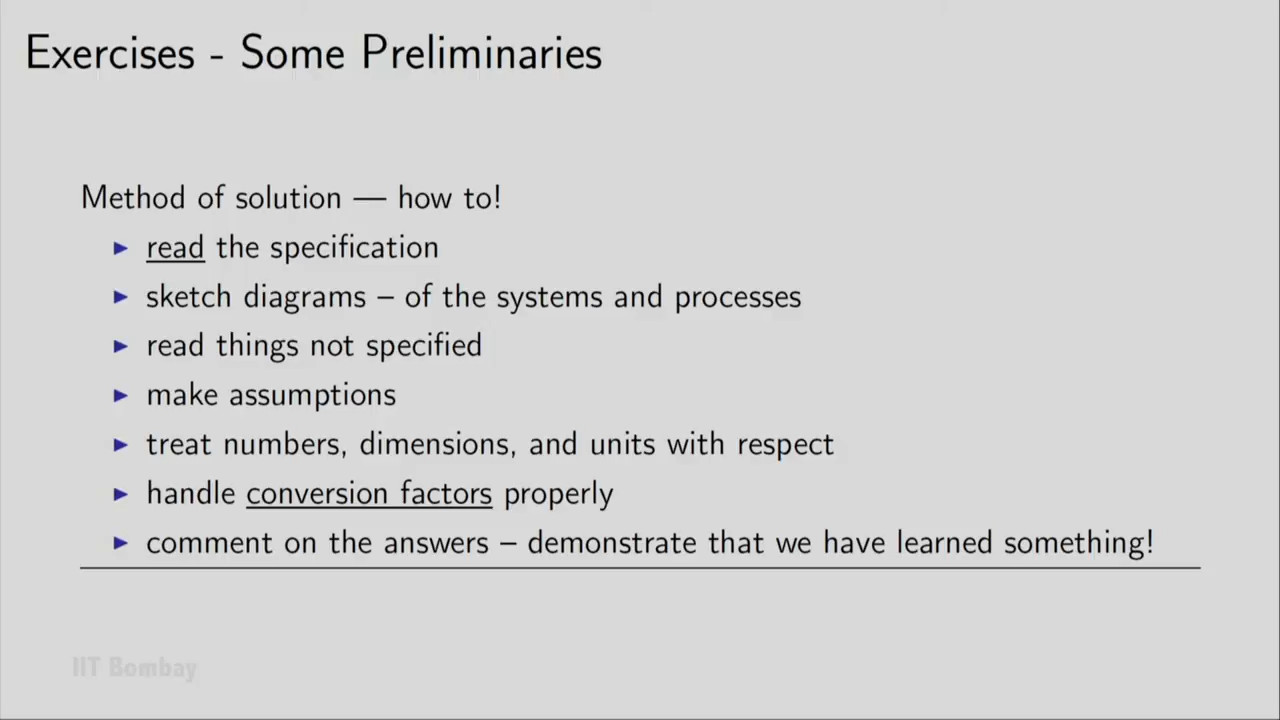 Exercises - Some Preliminaries
Method of solution — how to!
▶ read the specification
▶ sketch diagrams – of the systems and processes
▶ read things not specified
▶ make assumptions
▶ treat numbers, dimensions, and units with respect
▶ handle conversion factors properly
▶ comment on the answers – demonstrate that we have learned something!
IIT Bombay